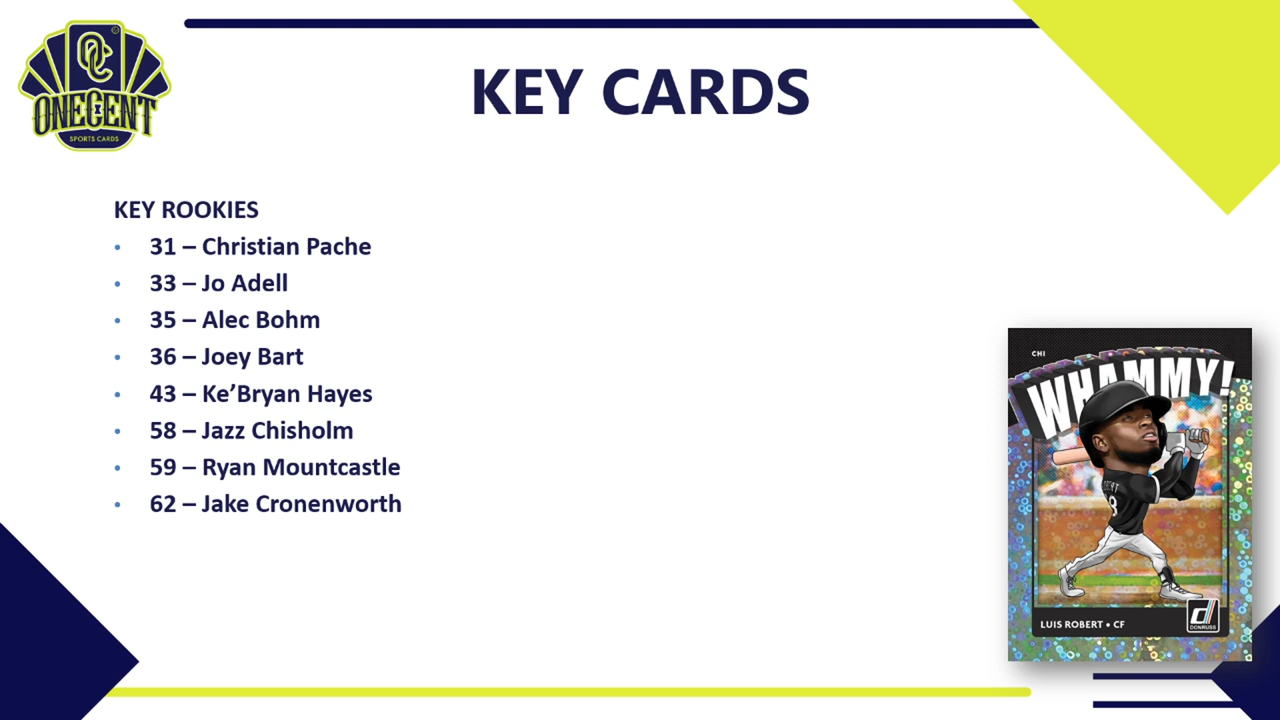 OC
ONECENT
SPORTS CARDS
KEY CARDS
KEY ROOKIES
• 31 – Christian Pache
• 33 – Jo Adell
• 35 – Alec Bohm
• 36 – Joey Bart
• 43 – Ke’Bryan Hayes
• 58 – Jazz Chisholm
• 59 – Ryan Mountcastle
• 62 – Jake Cronenworth
CHI
WHAMMY!
LUIS ROBERT • CF
DONRUSS